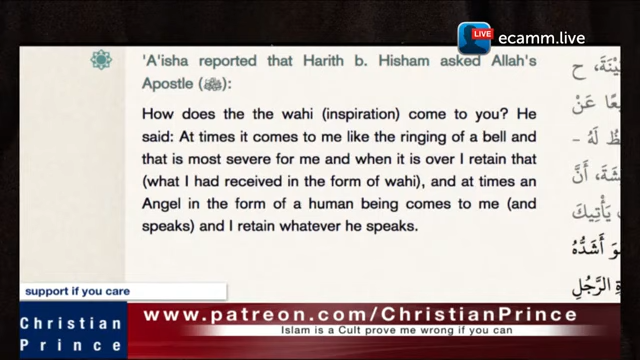 LIVE
ecamm.live
'A'isha reported that Harith b. Hisham asked Allah's
Apostle (ﷺ):
How does the the wahi (inspiration) come to you? He
said: At times it comes to me like the ringing of a bell and
that is most severe for me and when it is over I retain that
(what I had received in the form of wahi), and at times an
Angel in the form of a human being comes to me (and
speaks) and I retain whatever he speaks.
ح
عَنْ
لَهُ -
أَنَّ
يَأْتِيكَ
أَشَدُّهُ
الرَّجُلِ
support if you care
Christian
Prince
www.patreon.com/ChristianPrince
Islam is a Cult prove me wrong if you can